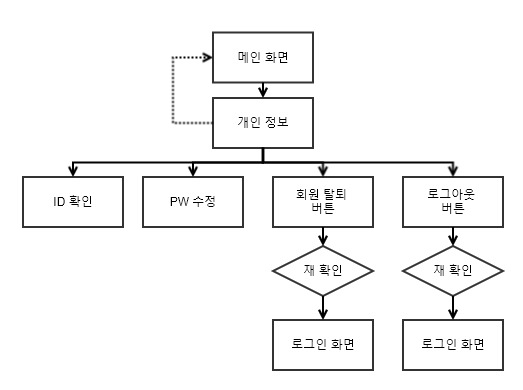 메인 화면
개인 정보
ID 확인
PW 수정
회원 탈퇴
버튼
로그아웃
버튼
재 확인
재 확인
로그인 화면
로그인 화면